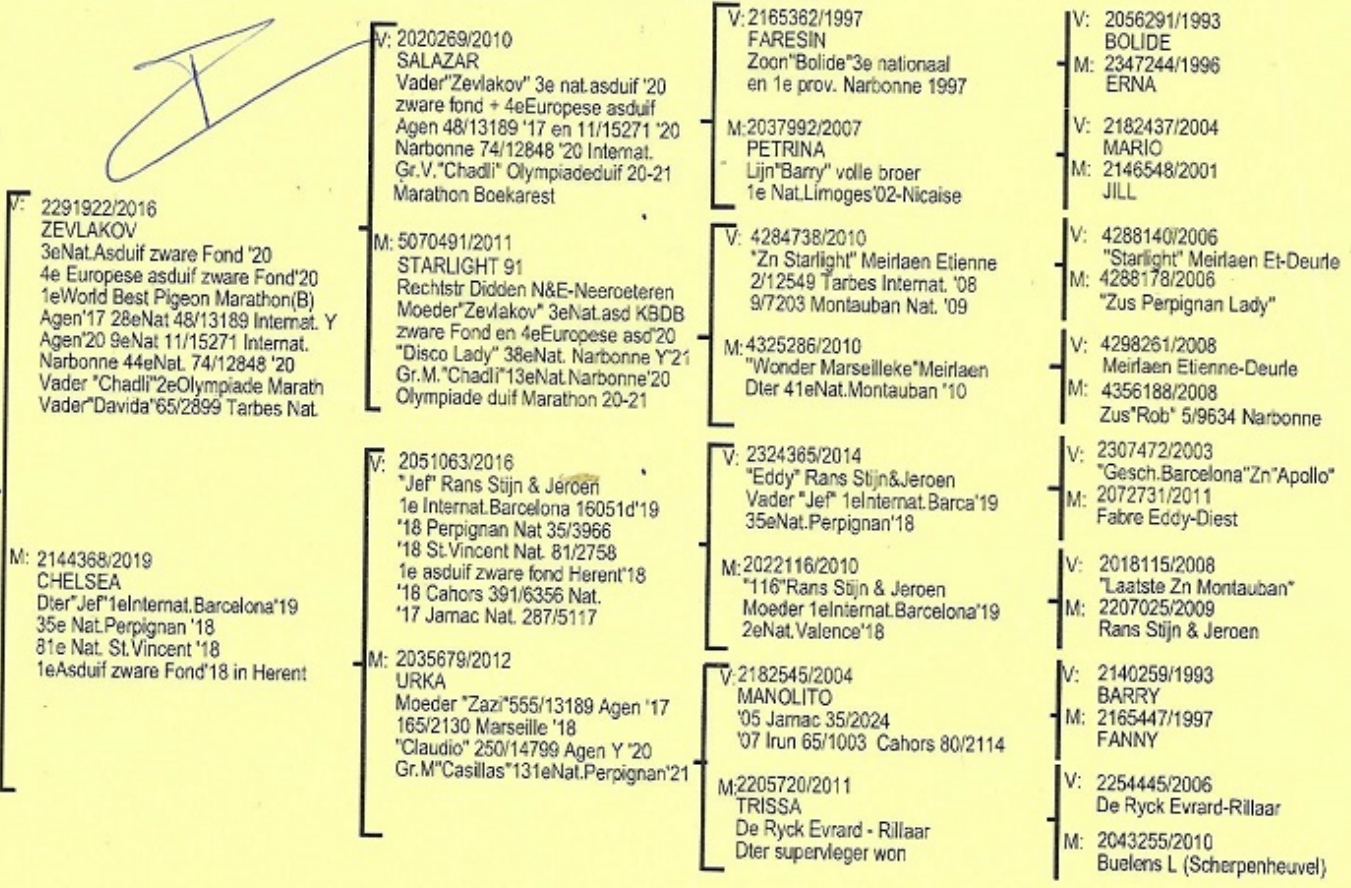 V: 2291922/2016
ZEVLAKOV
3eNat.Asduif zware Fond '20
4e Europese asduif zware Fond'20
1eWorld Best Pigeon Marathon(B)
Agen'17 28eNat 48/13189 Internat. Y
Agen'20 9eNat 11/15271 Internat.
Narbonne 44eNat. 74/12848 '20
Vader "Chadli"2eOlympiade Marath
Vader"Davida"65/2899 Tarbes Nat.
M: 2144368/2019
CHELSEA
Dter"Jef"1eInternat.Barcelona'19
35e Nat.Perpignan '18
81e Nat. St.Vincent '18
1eAsduif zware Fond'18 in Herent
V: 2020269/2010
SALAZAR
Vader"Zevlakov" 3e nat.asduif '20
zware fond + 4eEuropese asduif
Agen 48/13189 '17 en 11/15271 '20
Narbonne 74/12848 '20 Internat.
Gr.V."Chadli" Olympiadeduif 20-21
Marathon Boekarest
M: 5070491/2011
STARLIGHT 91
Rechtstr Didden N&E-Neeroeteren
Moeder"Zevlakov" 3eNat.asd KBDB
zware Fond en 4eEuropese asd'20
"Disco Lady" 38eNat. Narbonne Y'21
Gr.M."Chadli"13eNat.Narbonne'20
Olympiade duif Marathon 20-21
V: 2051063/2016
"Jef" Rans Stijn & Jeroen
1e Internat.Barcelona 16051d'19
'18 Perpignan Nat 35/3966
'18 St.Vincent Nat. 81/2758
1e asduif zware fond Herent'18
'18 Cahors 391/6356 Nat.
'17 Jarnac Nat. 287/5117
M: 2035679/2012
URKA
Moeder "Zazi"555/13189 Agen '17
165/2130 Marseille '18
"Claudio" 250/14799 Agen Y '20
Gr.M"Casillas"131eNat.Perpignan'21
V: 2165362/1997
FARESIN
Zoon"Bolide"3e nationaal
en 1e prov. Narbonne 1997
M:2037992/2007
PETRINA
Lijn"Barry" volle broer
1e Nat.Limoges'02-Nicaise
V: 4284738/2010
"Zn Starlight" Meirlaen Etienne
2/12549 Tarbes Internat. '08
9/7203 Montauban Nat. '09
M:4325286/2010
"Wonder Marseilleke"Meirlaen
Dter 41eNat.Montauban '10
V: 2324365/2014
"Eddy" Rans Stijn&Jeroen
Vader "Jef" 1eInternat.Barca'19
35eNat.Perpignan'18
M:2022116/2010
"116"Rans Stijn & Jeroen
Moeder 1eInternat.Barcelona'19
2eNat.Valence'18
V:2182545/2004
MANOLITO
'05 Jarnac 35/2024
'07 Irun 65/1003 Cahors 80/2114
M:2205720/2011
TRISSA
De Ryck Evrard - Rillaar
Dter supervleger won
V: 2056291/1993
BOLIDE
M: 2347244/1996
ERNA
V: 2182437/2004
MARIO
M: 2146548/2001
JILL
V: 4288140/2006
"Starlight" Meirlaen Et-Deurle
M: 4288178/2006
"Zus Perpignan Lady"
V: 4298261/2008
Meirlaen Etienne-Deurle
M: 4356188/2008
Zus"Rob" 5/9634 Narbonne
V: 2307472/2003
"Gesch.Barcelona"Zn"Apollo"
M: 2072731/2011
Fabre Eddy-Diest
V: 2018115/2008
"Laatste Zn Montauban"
M: 2207025/2009
Rans Stijn & Jeroen
V: 2140259/1993
BARRY
M: 2165447/1997
FANNY
V: 2254445/2006
De Ryck Evrard-Rillaar
M: 2043255/2010
Buelens L (Scherpenheuvel)